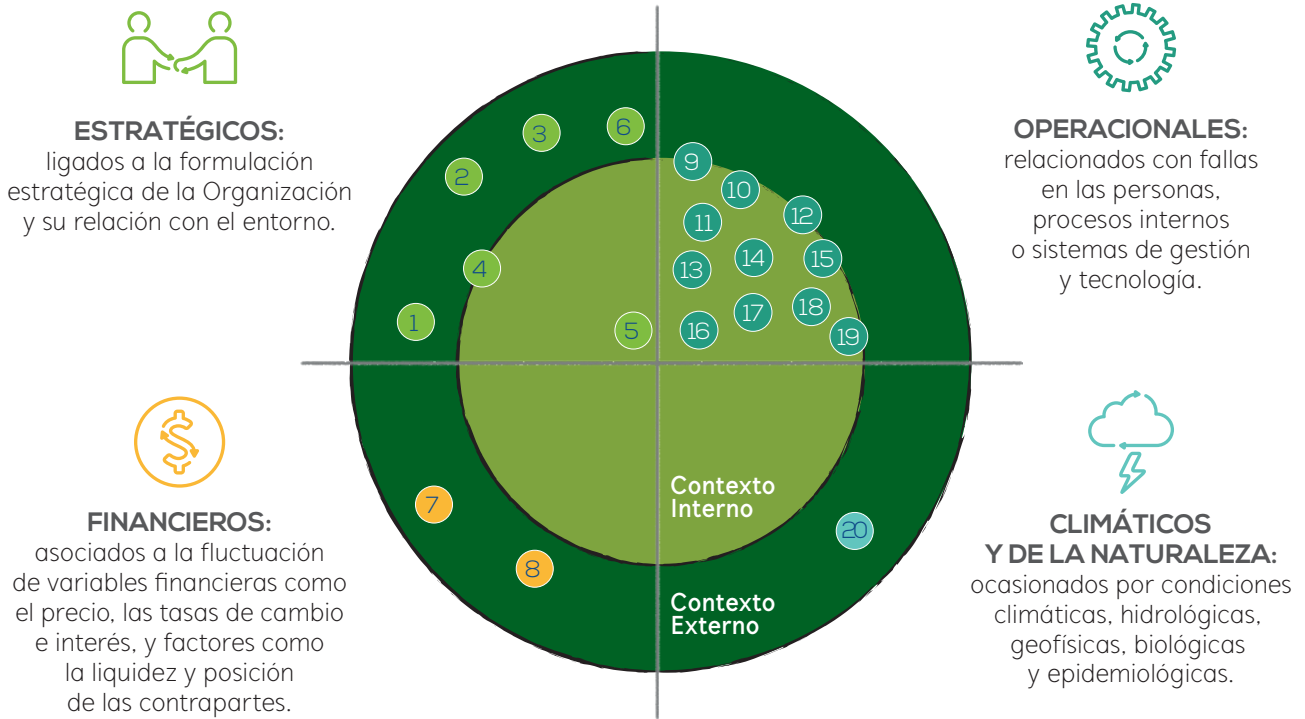 ESTRATÉGICOS:
ligados a la formulación
estratégica de la Organización
y su relación con el entorno.
OPERACIONALES:
relacionados con fallas
en las personas,
procesos internos
o sistemas de gestión
y tecnología.
1
2
3
6
4
5
9
10
11
12
13
14
15
16
17
18
19
FINANCIEROS:
asociados a la fluctuación
de variables financieras como
el precio, las tasas de cambio
e interés, y factores como
la liquidez y posición
de las contrapartes.
7
8
Contexto
Interno
Contexto
Externo
20
CLIMÁTICOS
Y DE LA NATURALEZA:
ocasionados por condiciones
climáticas, hidrológicas,
geofísicas, biológicas
y epidemiológicas.